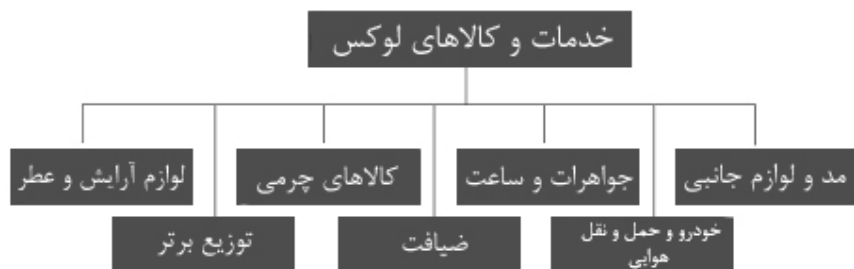 خدمات و کالاهای لوکس
مد و لوازم جانبی
جواهرات و ساعت
کالاهای چرمی
لوازم آرایش و عطر
خودرو و حمل و نقل
هوایی
ضیافت
توزیع برتر